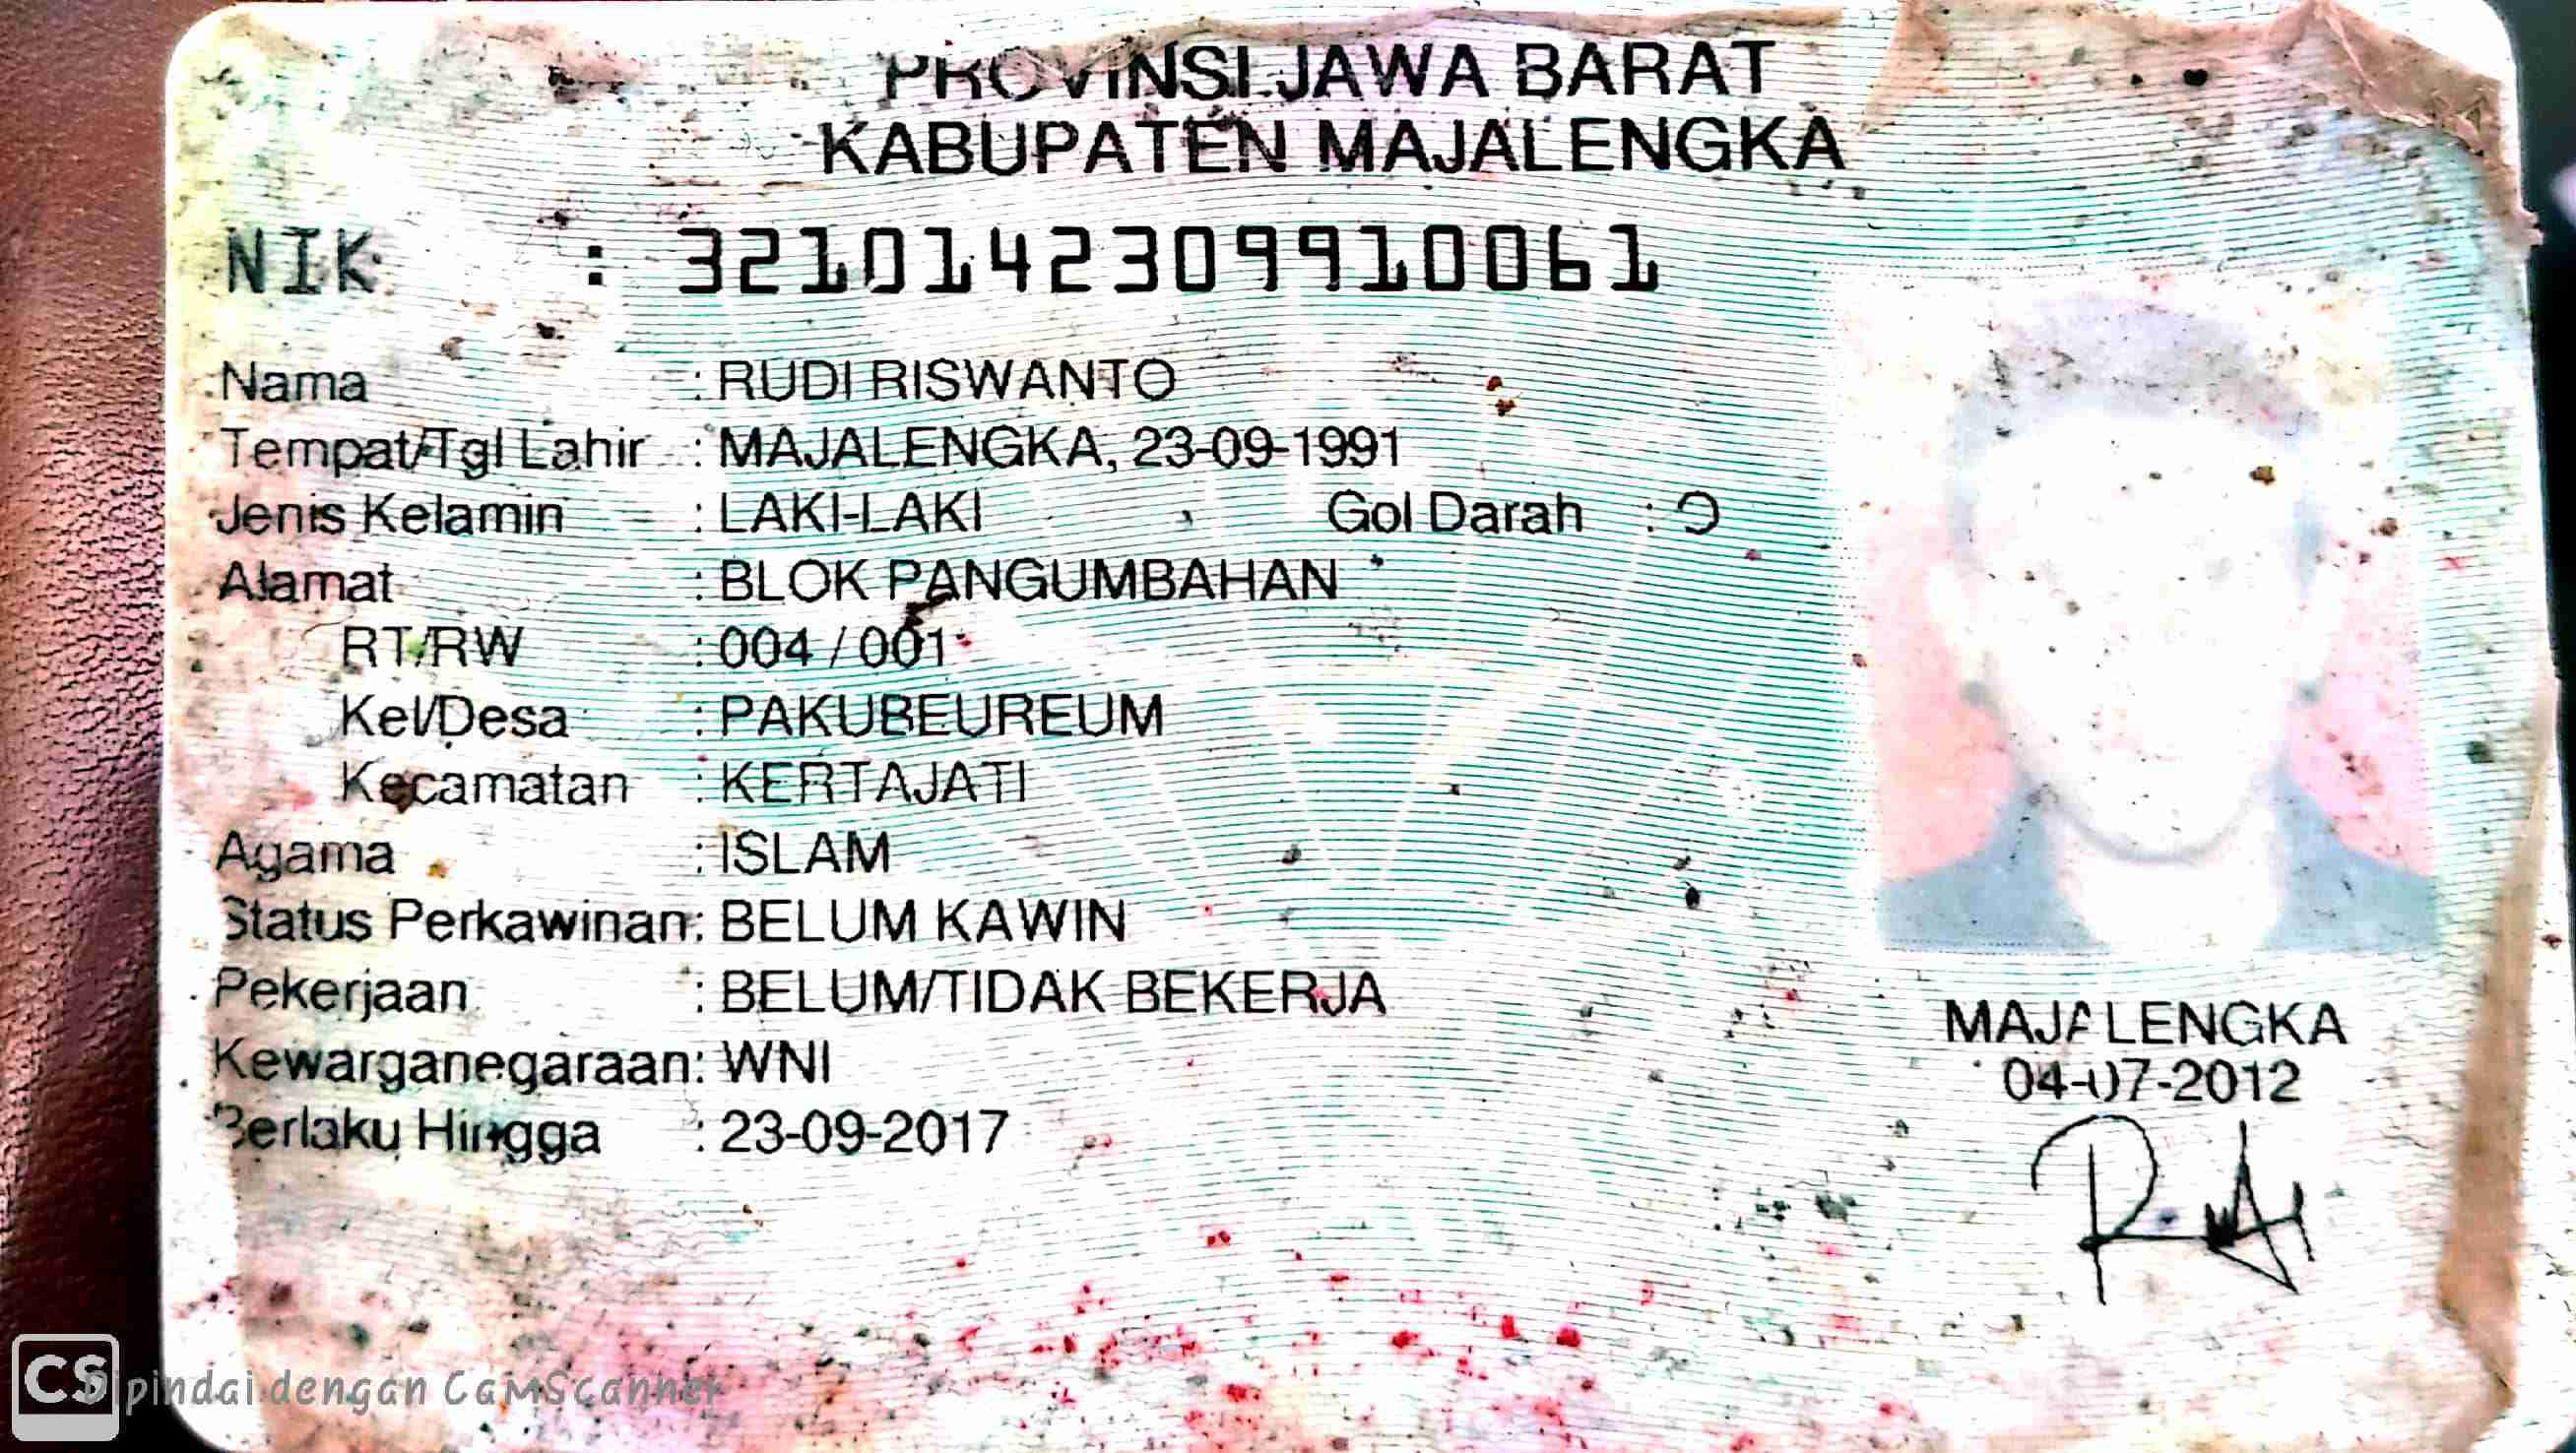 PROVINSI JAWA BARAT
KABUPATEN MAJALENGKA
NIK : 3210142309910061
Nama : RUDI RISWANTO
Tempat/Tgl Lahir : MAJALENGKA, 23-09-1991
Jenis Kelamin : LAKI-LAKI Gol Darah :
Alamat : BLOK PANGUMBAHAN
RT/RW : 004 / 001
Kel/Desa : PAKUBEUREUM
Kecamatan : KERTAJATI
Agama : ISLAM
Status Perkawinan : BELUM KAWIN
Pekerjaan : BELUM/TIDAK BEKERJA
Kewarganegaraan : WNI
Berlaku Hingga : 23-09-2017
MAJALENGKA
04-07-2012
CS Dipindai dengan CamScanner